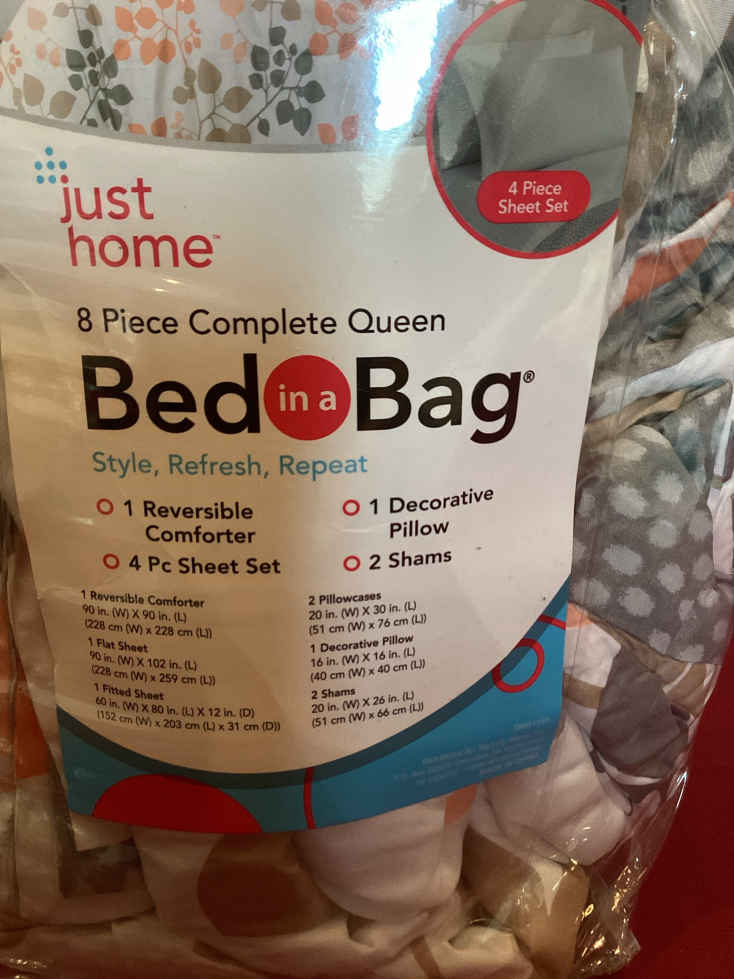 4 Piece
Sheet Set
just
home™
8 Piece Complete Queen
Bed in a Bag®
Style, Refresh, Repeat
1 Reversible
Comforter
4 Pc Sheet Set
1 Decorative
Pillow
2 Shams
1 Reversible Comforter
90 in. (W) X 90 in. (L)
(228 cm (W) x 228 cm (L))
1 Flat Sheet
90 in. (W) X 102 in. (L)
(228 cm (W) x 259 cm (L))
1 Fitted Sheet
60 in. (W) X 80 in. (L) X 12 in. (D)
(152 cm (W) x 203 cm (L) x 31 cm (D))
2 Pillowcases
20 in. (W) X 30 in. (L)
(51 cm (W) x 76 cm (L))
1 Decorative Pillow
16 in. (W) X 16 in. (L)
(40 cm (W) x 40 cm (L))
2 Shams
20 in. (W) X 26 in. (L)
(51 cm (W) x 66 cm (L))